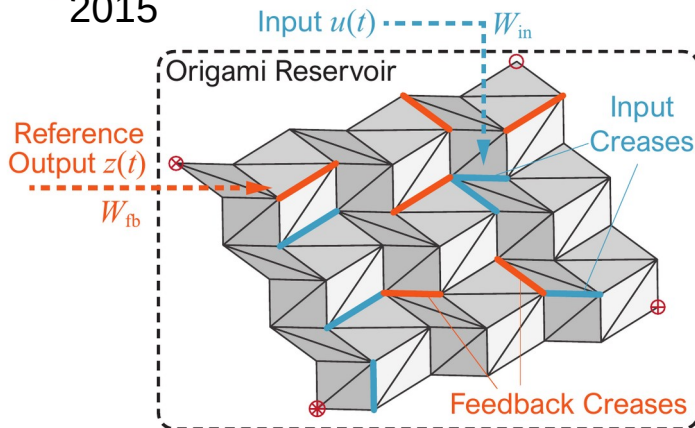 2015
Input u(t)
W_in
Origami Reservoir
Input
Creases
Reference
Output z(t)
W_fb
Feedback Creases